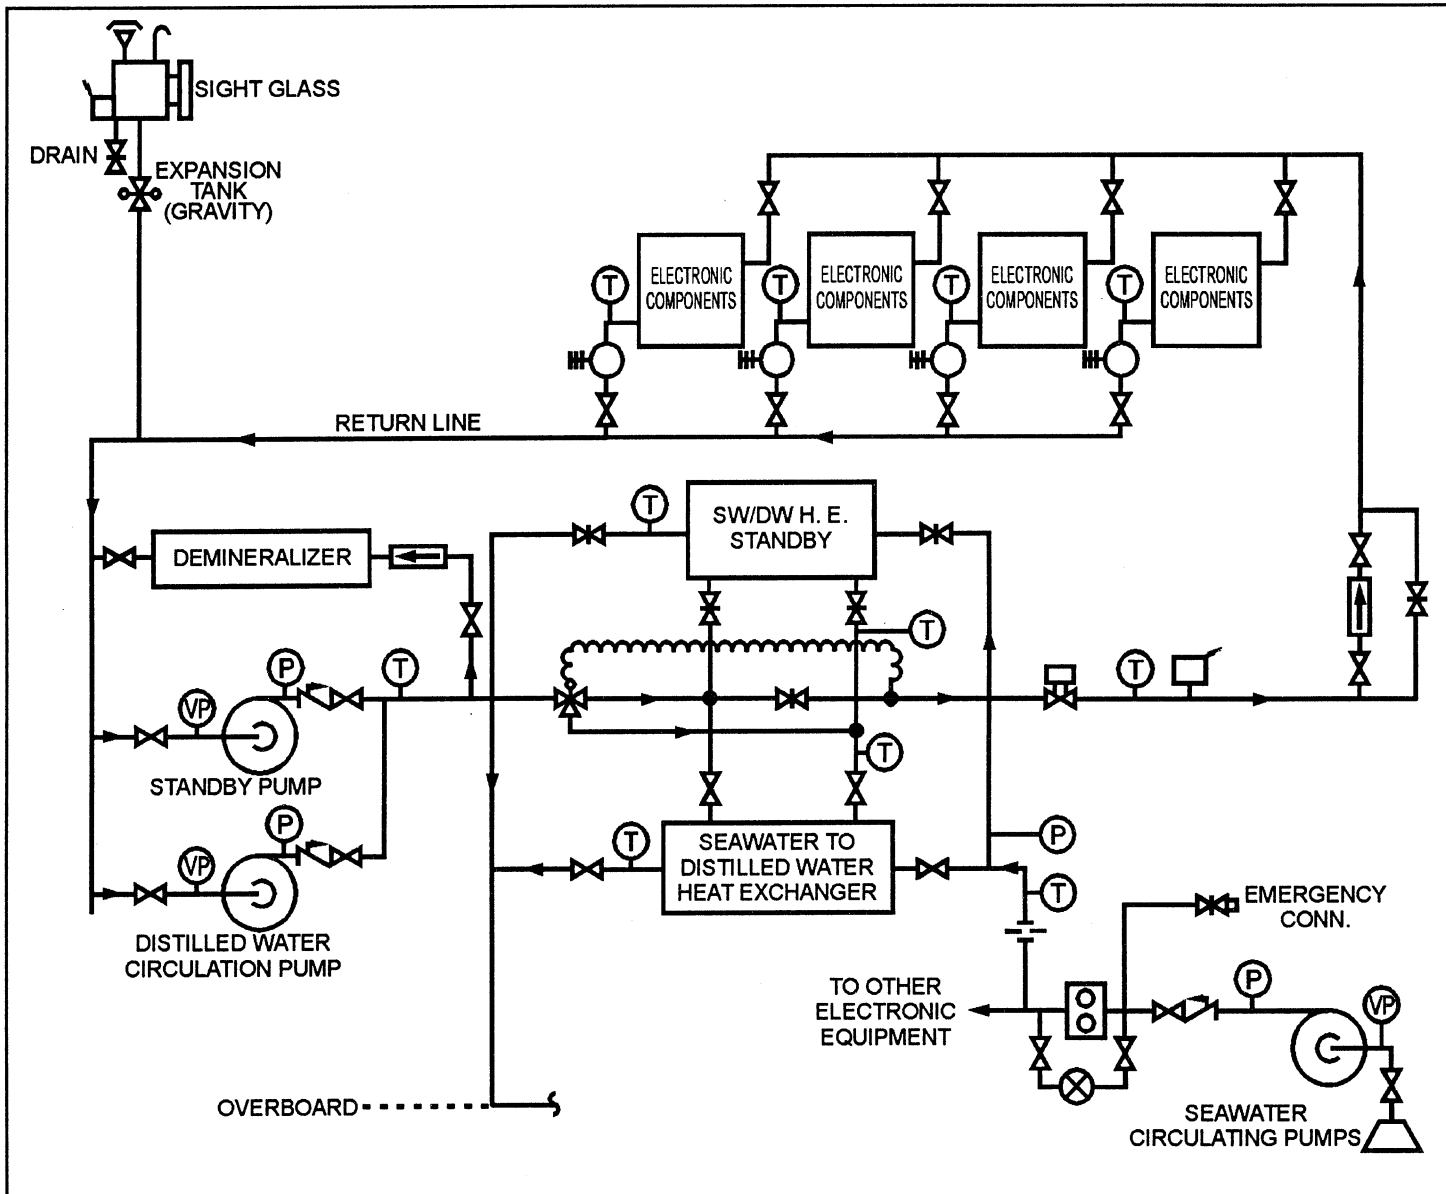 SIGHT GLASS
DRAIN
EXPANSION
TANK
(GRAVITY)
ELECTRONIC
COMPONENTS
ELECTRONIC
COMPONENTS
ELECTRONIC
COMPONENTS
ELECTRONIC
COMPONENTS
T
T
T
T
RETURN LINE
T
SW/DW H. E.
STANDBY
DEMINERALIZER
T
P
T
T
VP
T
STANDBY PUMP
P
T
SEAWATER TO
DISTILLED WATER
HEAT EXCHANGER
P
VP
T
EMERGENCY
CONN.
DISTILLED WATER
CIRCULATION PUMP
TO OTHER
ELECTRONIC
EQUIPMENT
P
VP
OVERBOARD
SEAWATER
CIRCULATING PUMPS